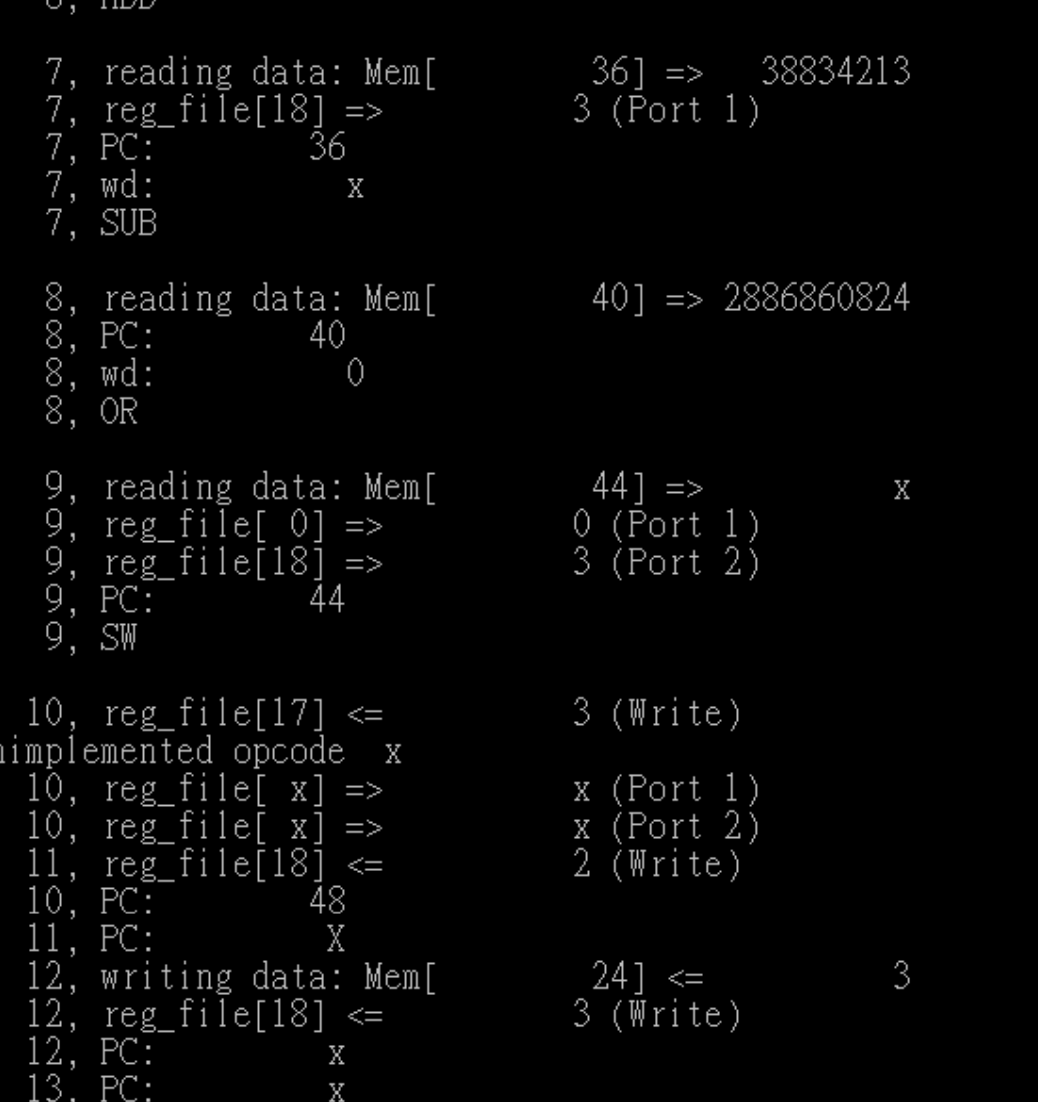 7, reading data: Mem[ 36] => 38834213
7, reg_file[18] => 3 (Port 1)
7, PC: 36
7, wd: x
7, SUB
8, reading data: Mem[ 40] => 2886860824
8, PC: 40
8, wd: 0
8, OR
9, reading data: Mem[ 44] => x
9, reg_file[ 0] => 0 (Port 1)
9, reg_file[18] => 3 (Port 2)
9, PC: 44
9, SW
10, reg_file[17] <= 3 (Write)
nimplemented opcode x
10, reg_file[ x] => x (Port 1)
10, reg_file[ x] => x (Port 2)
11, reg_file[18] <= 2 (Write)
10, PC: 48
11, PC: X
12, writing data: Mem[ 24] <= 3
12, reg_file[18] <= 3 (Write)
12, PC: x
13, PC: x